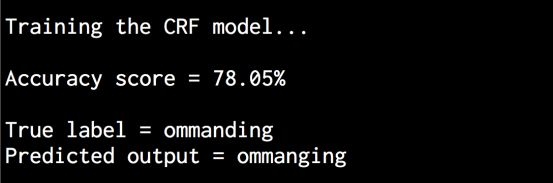 Training the CRF model...
Accuracy score = 78.05%
True label = ommanding
Predicted output = ommanging